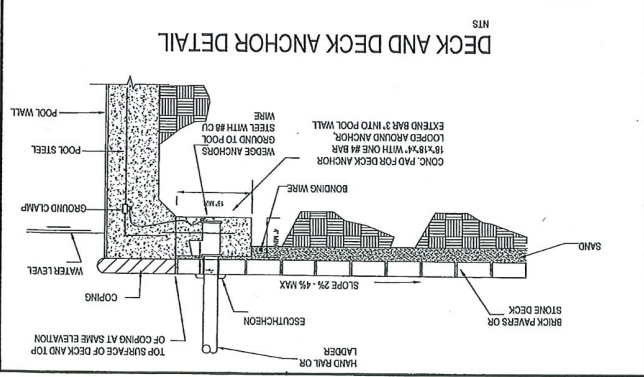 HAND RAIL OR
LADDER
TOP SURFACE OF DECK AND TOP
OF COPING AT SAME ELEVATION
ESCUTHCHEON
COPING
BRICK PAVERS OR
STONE DECK
SLOPE 2% - 4% MAX
WATER LEVEL
SAND
GROUND CLAMP
BONDING WIRE
CONC. PAD FOR DECK ANCHOR
18"x18"x4" WITH ONE #4 BAR
LOOPED AROUND ANCHOR,
EXTEND BAR 3' INTO POOL WALL
WEDGE ANCHORS
GROUND TO POOL
STEEL WITH #8 CU
WIRE
POOL STEEL
POOL WALL
DECK AND DECK ANCHOR DETAIL
NTS